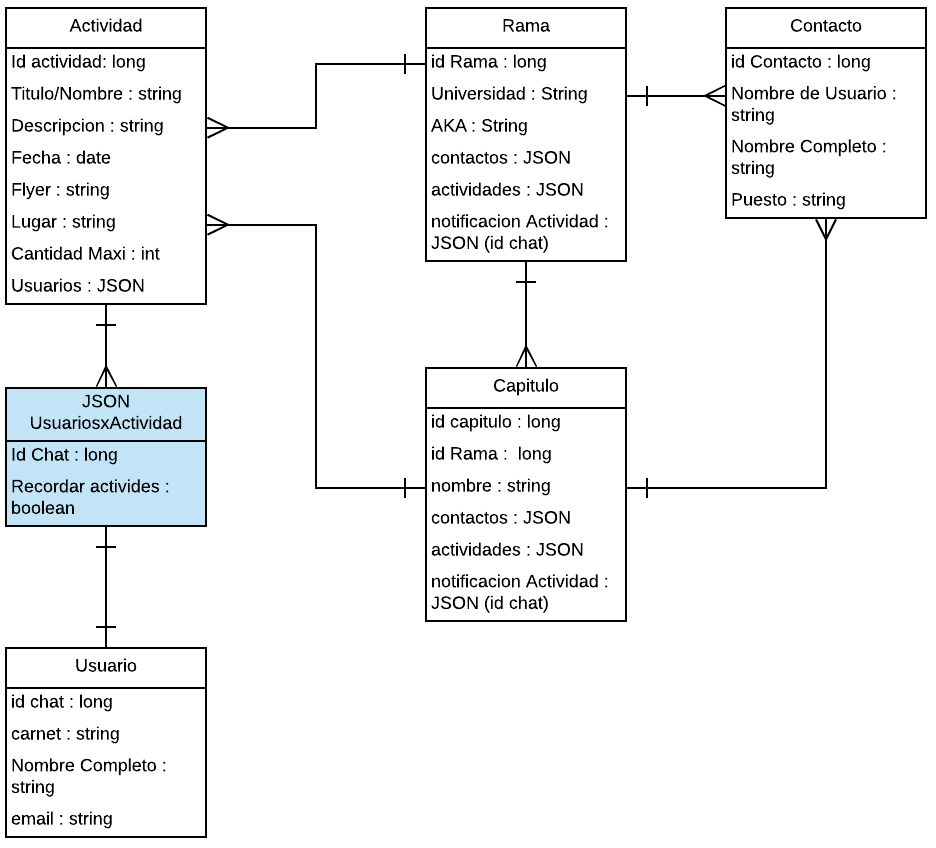 Actividad
Id actividad: long
Titulo/Nombre : string
Descripcion : string
Fecha : date
Flyer : string
Lugar : string
Cantidad Maxi : int
Usuarios : JSON
Rama
id Rama : long
Universidad : String
AKA : String
contactos : JSON
actividades : JSON
notificacion Actividad :
JSON (id chat)
Contacto
id Contacto : long
Nombre de Usuario :
string
Nombre Completo :
string
Puesto : string
JSON
UsuariosxActividad
Id Chat : long
Recordar activides :
boolean
Capitulo
id capitulo : long
id Rama :  long
nombre : string
contactos : JSON
actividades : JSON
notificacion Actividad :
JSON (id chat)
Usuario
id chat : long
carnet : string
Nombre Completo :
string
email : string